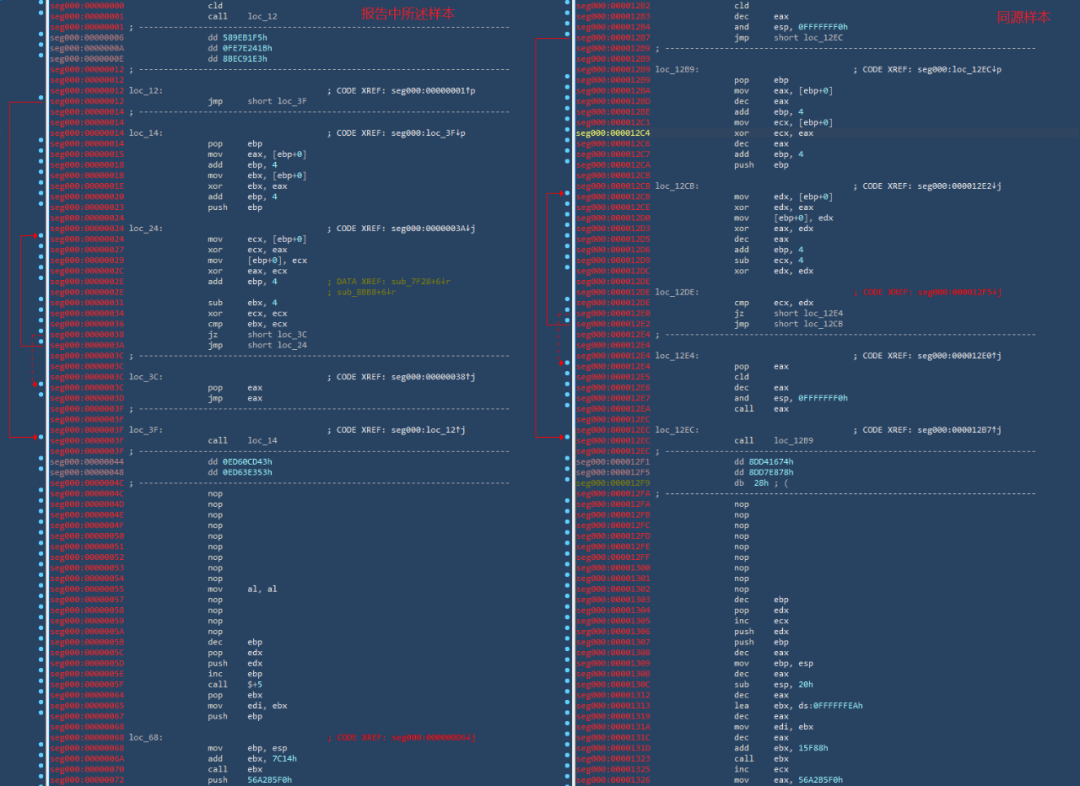 报告中所述样本
seg000:00000000 cld
seg000:00000001 call loc_12
seg000:00000001 ; ---------------------------------------------------------------------------
seg000:00000006 dd 589EB1F5h
seg000:0000000A dd 0FE7E241Bh
seg000:0000000E dd 8BEC91E3h
seg000:00000012 ; ---------------------------------------------------------------------------
seg000:00000012
seg000:00000012 loc_12: ; CODE XREF: seg000:00000001↑p
seg000:00000012 jmp short loc_3F
seg000:00000014 ; ---------------------------------------------------------------------------
seg000:00000014
seg000:00000014 loc_14: ; CODE XREF: seg000:loc_3F↓p
seg000:00000014 pop ebp
seg000:00000015 mov eax, [ebp+0]
seg000:00000018 add ebp, 4
seg000:0000001B mov ebx, [ebp+0]
seg000:0000001E xor ebx, eax
seg000:00000020 add ebp, 4
seg000:00000023 push ebp
seg000:00000024
seg000:00000024 loc_24: ; CODE XREF: seg000:0000003A↓j
seg000:00000024 mov ecx, [ebp+0]
seg000:00000027 xor ecx, eax
seg000:00000029 mov [ebp+0], ecx
seg000:0000002C xor eax, ecx
seg000:0000002E add ebp, 4 ; DATA XREF: sub_7F28+6↓r
seg000:0000002E ; sub_8BB8+6↓r
seg000:00000031 sub ebx, 4
seg000:00000034 xor ecx, ecx
seg000:00000036 cmp ebx, ecx
seg000:00000038 jz short loc_3C
seg000:0000003A jmp short loc_24
seg000:0000003C ; ---------------------------------------------------------------------------
seg000:0000003C
seg000:0000003C loc_3C: ; CODE XREF: seg000:00000038↑j
seg000:0000003C pop eax
seg000:0000003D jmp eax
seg000:0000003F ; ---------------------------------------------------------------------------
seg000:0000003F
seg000:0000003F loc_3F: ; CODE XREF: seg000:loc_12↑j
seg000:0000003F call loc_14
seg000:0000003F ; ---------------------------------------------------------------------------
seg000:00000044 dd 0ED60CD43h
seg000:00000048 dd 0ED63E353h
seg000:0000004C ; ---------------------------------------------------------------------------
seg000:0000004C nop
seg000:0000004D nop
seg000:0000004E nop
seg000:0000004F nop
seg000:00000050 nop
seg000:00000051 nop
seg000:00000052 nop
seg000:00000053 nop
seg000:00000054 nop
seg000:00000055 mov al, al
seg000:00000057 nop
seg000:00000058 nop
seg000:00000059 nop
seg000:0000005A nop
seg000:0000005B dec ebp
seg000:0000005C pop edx
seg000:0000005D push edx
seg000:0000005E inc ebp
seg000:0000005F call $+5
seg000:00000064 pop ebx
seg000:00000065 mov edi, ebx
seg000:00000067 push ebp
seg000:00000068
seg000:00000068 loc_68:
seg000:00000068 mov ebp, esp
seg000:0000006A add ebx, 7C14h
seg000:00000070 call ebx
seg000:00000072 push 56A2B5F0h
同源样本
seg000:000012B2 cld
seg000:000012B3 dec eax
seg000:000012B4 and esp, 0FFFFFFF0h
seg000:000012B7 jmp short loc_12EC
seg000:000012B9 ; ---------------------------------------------------------------------------
seg000:000012B9
seg000:000012B9 loc_12B9: ; CODE XREF: seg000:loc_12EC↓p
seg000:000012B9 pop ebp
seg000:000012BA mov eax, [ebp+0]
seg000:000012BD dec eax
seg000:000012BE add ebp, 4
seg000:000012C1 mov ecx, [ebp+0]
seg000:000012C4 xor ecx, eax
seg000:000012C6 dec eax
seg000:000012C7 add ebp, 4
seg000:000012CA push ebp
seg000:000012CB
seg000:000012CB loc_12CB: ; CODE XREF: seg000:000012E2↓j
seg000:000012CB mov edx, [ebp+0]
seg000:000012CE xor edx, eax
seg000:000012D0 mov [ebp+0], edx
seg000:000012D3 xor eax, edx
seg000:000012D5 dec eax
seg000:000012D6 add ebp, 4
seg000:000012D9 sub ecx, 4
seg000:000012DC xor edx, edx
seg000:000012DE
seg000:000012DE loc_12DE: ; CODE XREF: seg000:000012F5↓j
seg000:000012DE cmp ecx, edx
seg000:000012E0 jz short loc_12E4
seg000:000012E2 jmp short loc_12CB
seg000:000012E4 ; ---------------------------------------------------------------------------
seg000:000012E4
seg000:000012E4 loc_12E4: ; CODE XREF: seg000:000012E0↑j
seg000:000012E4 pop eax
seg000:000012E5 cld
seg000:000012E6 dec eax
seg000:000012E7 and esp, 0FFFFFFF0h
seg000:000012EA call eax
seg000:000012EC
seg000:000012EC loc_12EC: ; CODE XREF: seg000:000012B7↑j
seg000:000012EC call loc_12B9
seg000:000012EC ; ---------------------------------------------------------------------------
seg000:000012F1 dd 8DD41674h
seg000:000012F5 dd 8DD7E878h
seg000:000012F9 db 28h ; (
seg000:000012FA ; ---------------------------------------------------------------------------
seg000:000012FA nop
seg000:000012FB nop
seg000:000012FC nop
seg000:000012FD nop
seg000:000012FE nop
seg000:000012FF nop
seg000:00001300 nop
seg000:00001301 nop
seg000:00001302 nop
seg000:00001303 dec ebp
seg000:00001304 pop edx
seg000:00001305 inc ecx
seg000:00001306 push edx
seg000:00001307 push ebp
seg000:00001308 dec eax
seg000:00001309 mov ebp, esp
seg000:0000130B dec eax
seg000:0000130C sub esp, 20h
seg000:00001312 dec eax
seg000:00001313 lea ebx, ds:0FFFFFFEAh
seg000:00001319 dec eax
seg000:0000131A mov edi, ebx
seg000:0000131C dec eax
seg000:0000131D add ebx, 15F88h
seg000:00001323 call ebx
seg000:00001325 inc ecx
seg000:00001326 mov eax, 56A2B5F0h